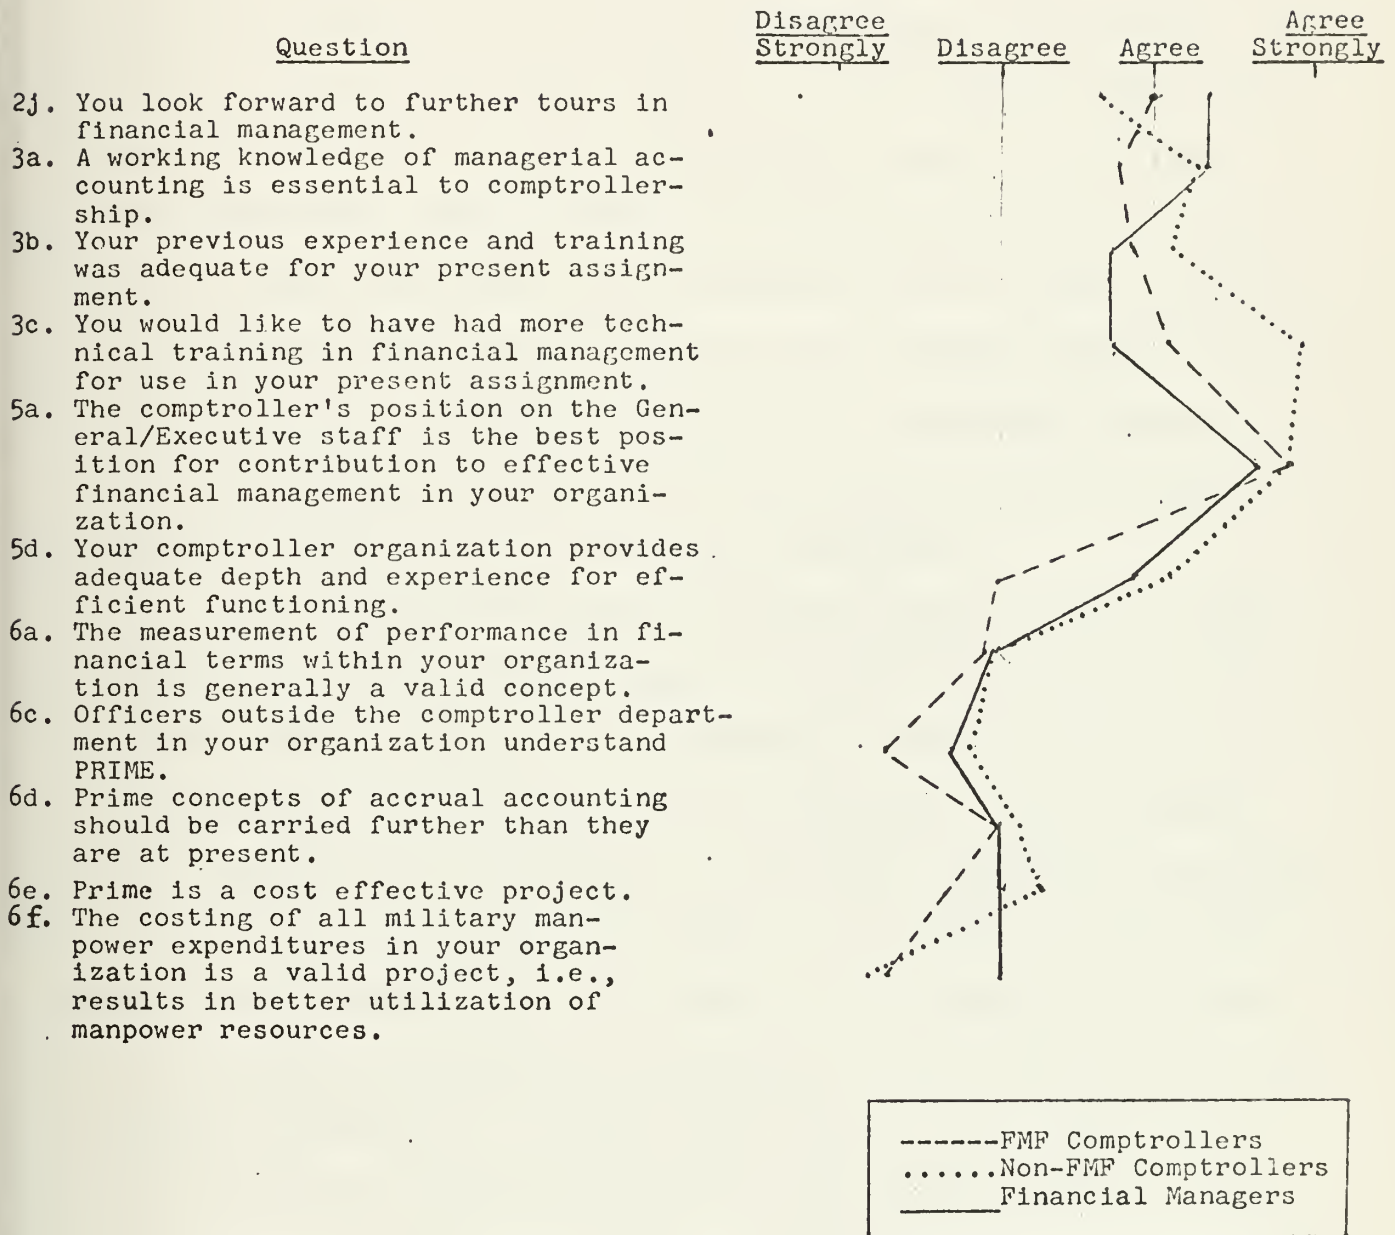 Question
Disagree Strongly Disagree Agree Agree Strongly
2j. You look forward to further tours in
financial management.
3a. A working knowledge of managerial ac-
counting is essential to comptroller-
ship.
3b. Your previous experience and training
was adequate for your present assign-
ment.
3c. You would like to have had more tech-
nical training in financial management
for use in your present assignment.
5a. The comptroller's position on the Gen-
eral/Executive staff is the best pos-
ition for contribution to effective
financial management in your organi-
zation.
5d. Your comptroller organization provides
adequate depth and experience for ef-
ficient functioning.
6a. The measurement of performance in fi-
nancial terms within your organiza-
tion is generally a valid concept.
6c. Officers outside the comptroller depart-
ment in your organization understand
PRIME.
6d. Prime concepts of accrual accounting
should be carried further than they
are at present.
6e. Prime is a cost effective project.
6f. The costing of all military man-
power expenditures in your organ-
ization is a valid project, i.e.,
results in better utilization of
manpower resources.
FMF Comptrollers
Non-FMF Comptrollers
Financial Managers